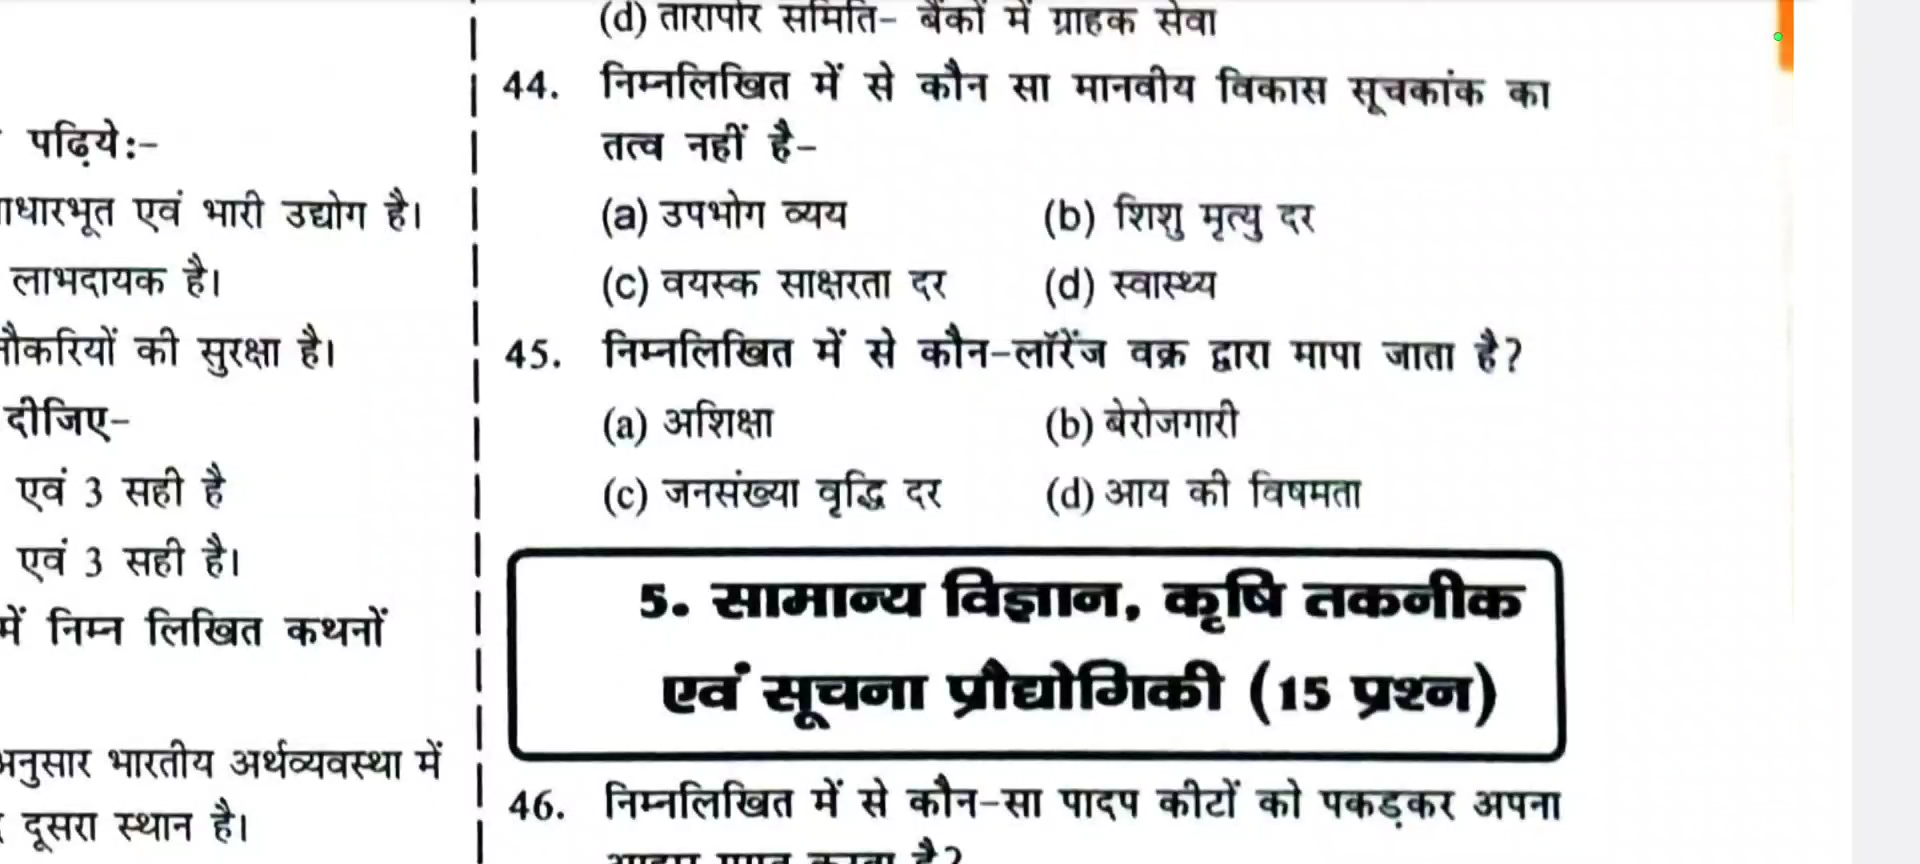 पढ़िये:-
ाधारभूत एवं भारी उद्योग है।
लाभदायक है।
ौकरियों की सुरक्षा है।
दीजिए-
एवं 3 सही है
एवं 3 सही है।
में निम्न लिखित कथनों
अनुसार भारतीय अर्थव्यवस्था में
दूसरा स्थान है।
(d) तारापोर समिति- बैंकों में ग्राहक सेवा
44. निम्नलिखित में से कौन सा मानवीय विकास सूचकांक का
तत्व नहीं है-
(a) उपभोग व्यय (b) शिशु मृत्यु दर
(c) वयस्क साक्षरता दर (d) स्वास्थ्य
45. निम्नलिखित में से कौन-लॉरेंज वक्र द्वारा मापा जाता है?
(a) अशिक्षा (b) बेरोजगारी
(c) जनसंख्या वृद्धि दर (d) आय की विषमता
5. सामान्य विज्ञान, कृषि तकनीक
एवं सूचना प्रौद्योगिकी (15 प्रश्न)
46. निम्नलिखित में से कौन-सा पादप कीटों को पकड़कर अपना